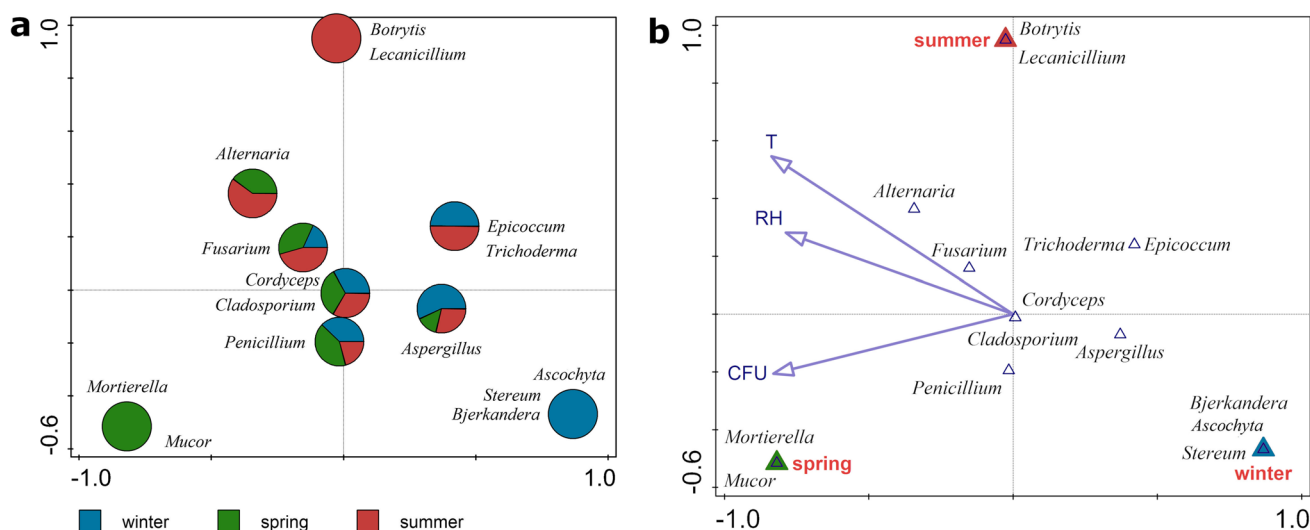 a
1.0
Botrytis
Lecanicillium
Alternaria
Epicoccum
Fusarium
Trichoderma
Cordyceps
Cladosporium
Penicillium
Aspergillus
Mortierella
Ascochyta
Stereum
Bjerkandera
Mucor
-0.6
-1.0
1.0
winter
spring
summer
b
1.0
summer
Botrytis
Lecanicillium
T
Alternaria
RH
Fusarium
Trichoderma
Epicoccum
Cordyceps
Cladosporium
Aspergillus
CFU
Penicillium
Bjerkandera
Ascochyta
Mortierella
Stereum
spring
winter
Mucor
-0.6
-1.0
1.0